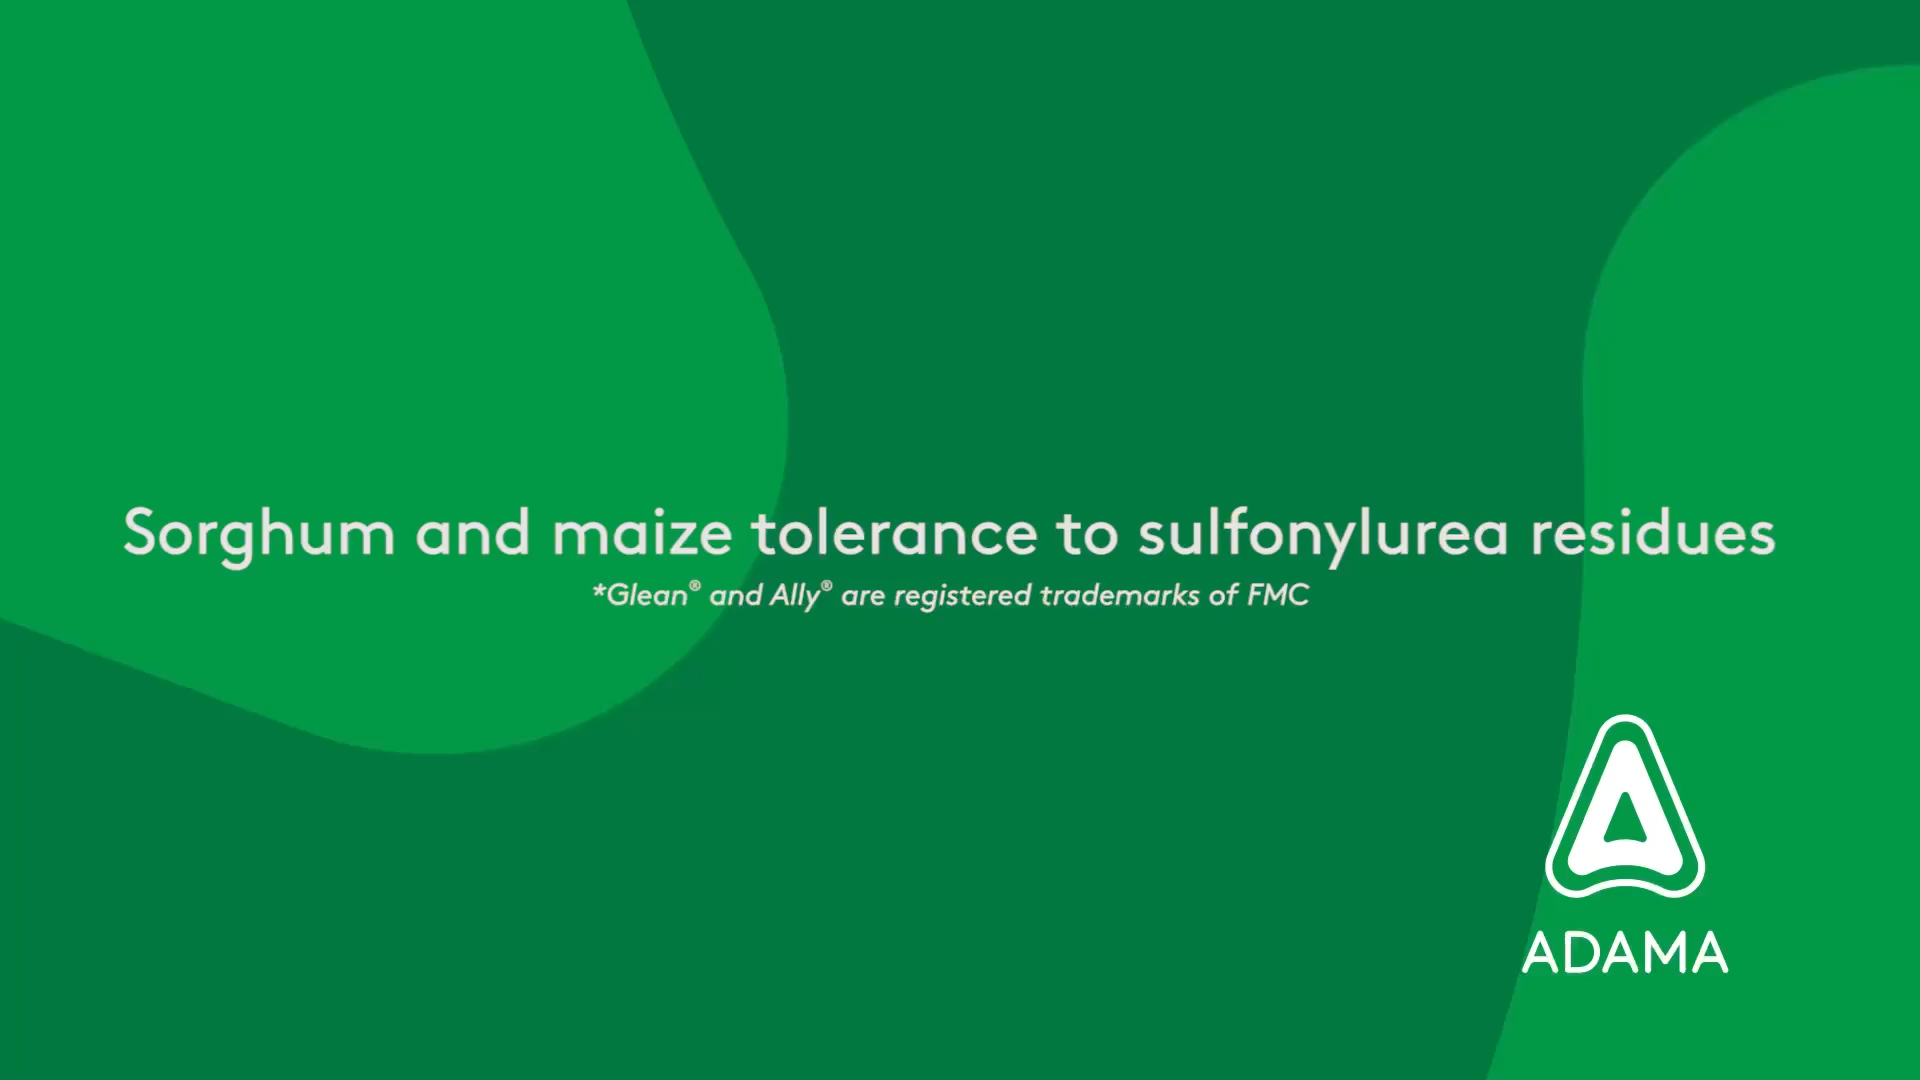 Sorghum and maize tolerance to sulfonylurea residues
*Glean® and Ally® are registered trademarks of FMC
ADAMA